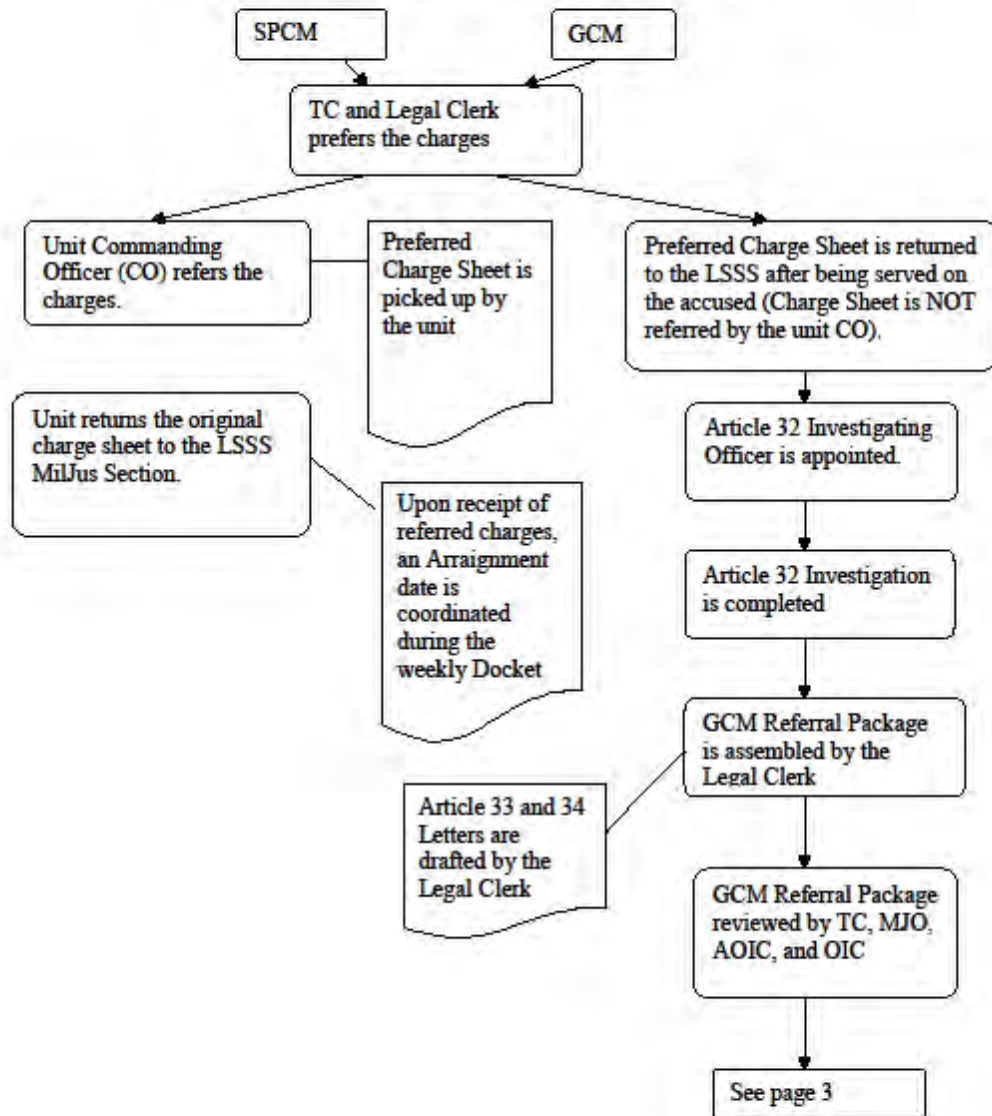 SPCM
GCM
TC and Legal Clerk
prefers the charges
Unit Commanding
Officer (CO) refers the
charges.
Preferred
Charge Sheet is
picked up by
the unit
Preferred Charge Sheet is returned
to the LSSS after being served on
the accused (Charge Sheet is NOT
referred by the unit CO).
Unit returns the original
charge sheet to the LSSS
MilJus Section.
Upon receipt of
referred charges,
an Arraignment
date is
coordinated
during the
weekly Docket
Article 32 Investigating
Officer is appointed.
Article 32 Investigation
is completed
GCM Referral Package
is assembled by the
Legal Clerk
Article 33 and 34
Letters are
drafted by the
Legal Clerk
GCM Referral Package
reviewed by TC, MJO,
AOIC, and OIC
See page 3